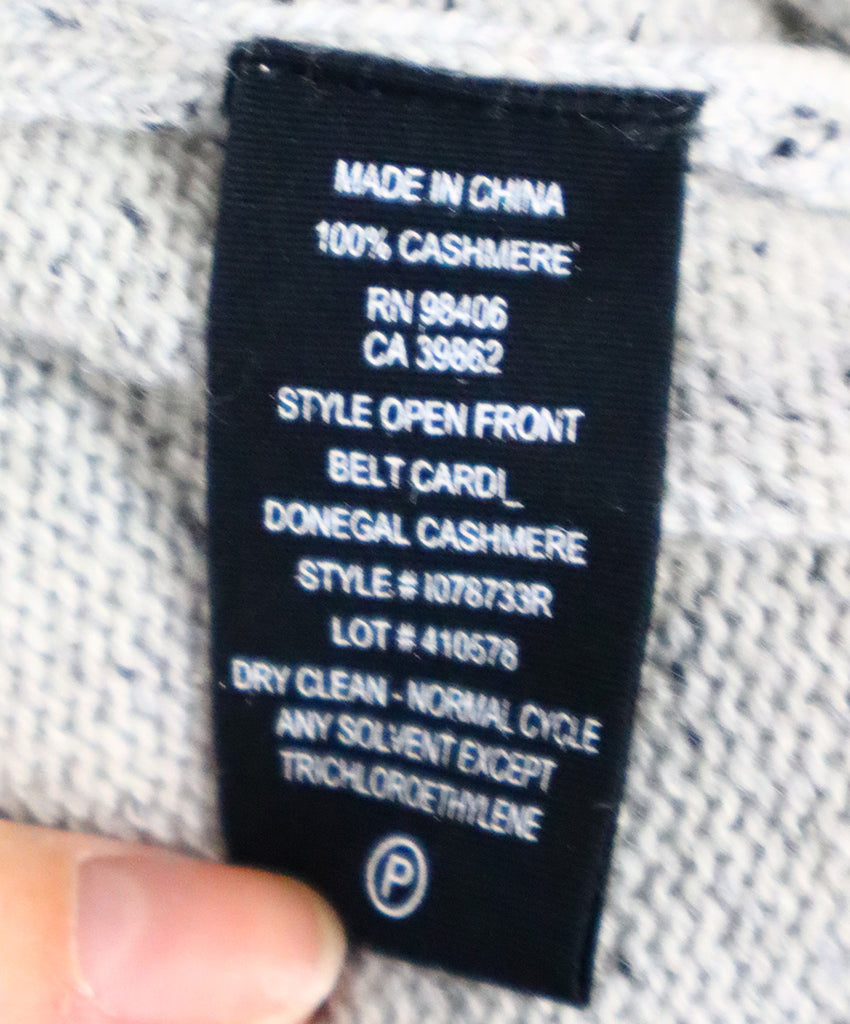 MADE IN CHINA
100% CASHMERE
RN 98406
CA 39862
STYLE OPEN FRONT
BELT CARDI_
DONEGAL CASHMERE
STYLE # I078733R
LOT # 410578
DRY CLEAN - NORMAL CYCLE
ANY SOLVENT EXCEPT
TRICHLOROETHYLENE
P